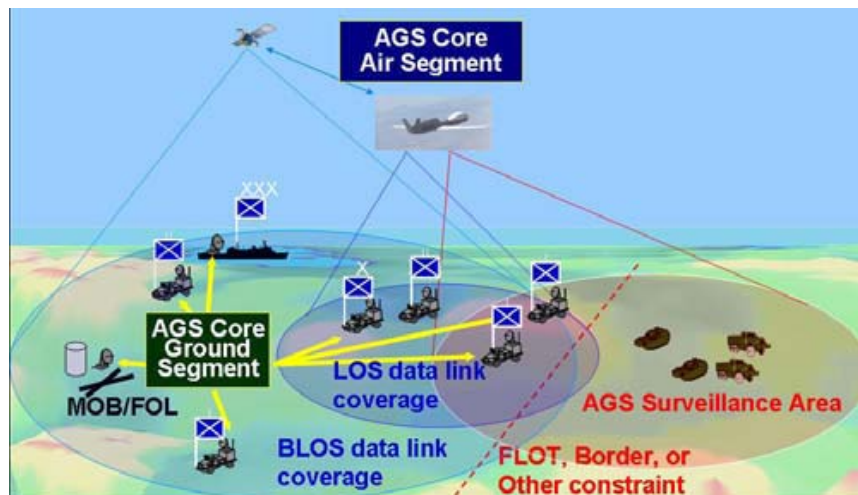 AGS Core
Air Segment
XXX
X
AGS Core
Ground
Segment
MOB/FOL
LOS data link
coverage
AGS Surveillance Area
BLOS data link
coverage
FLOT, Border, or
Other constraint